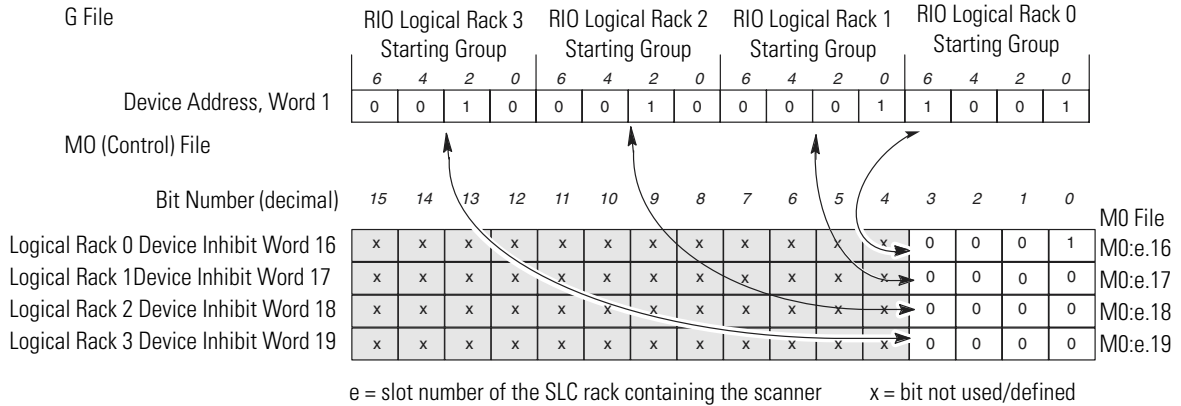 G File
RIO Logical Rack 3 RIO Logical Rack 2 RIO Logical Rack 1 RIO Logical Rack 0
Starting Group Starting Group Starting Group Starting Group
6 4 2 0 6 4 2 0 6 4 2 0 6 4 2 0
Device Address, Word 1 0 0 1 0 0 0 1 0 0 0 0 1 1 0 0 1
MO (Control) File
Bit Number (decimal) 15 14 13 12 11 10 9 8 7 6 5 4 3 2 1 0
M0 File
Logical Rack 0 Device Inhibit Word 16 x x x x x x x x x x x x 0 0 0 1 M0:e.16
Logical Rack 1Device Inhibit Word 17 x x x x x x x x x x x x 0 0 0 0 M0:e.17
Logical Rack 2 Device Inhibit Word 18 x x x x x x x x x x x x 0 0 0 0 M0:e.18
Logical Rack 3 Device Inhibit Word 19 x x x x x x x x x x x x 0 0 0 0 M0:e.19
e = slot number of the SLC rack containing the scanner x = bit not used/defined